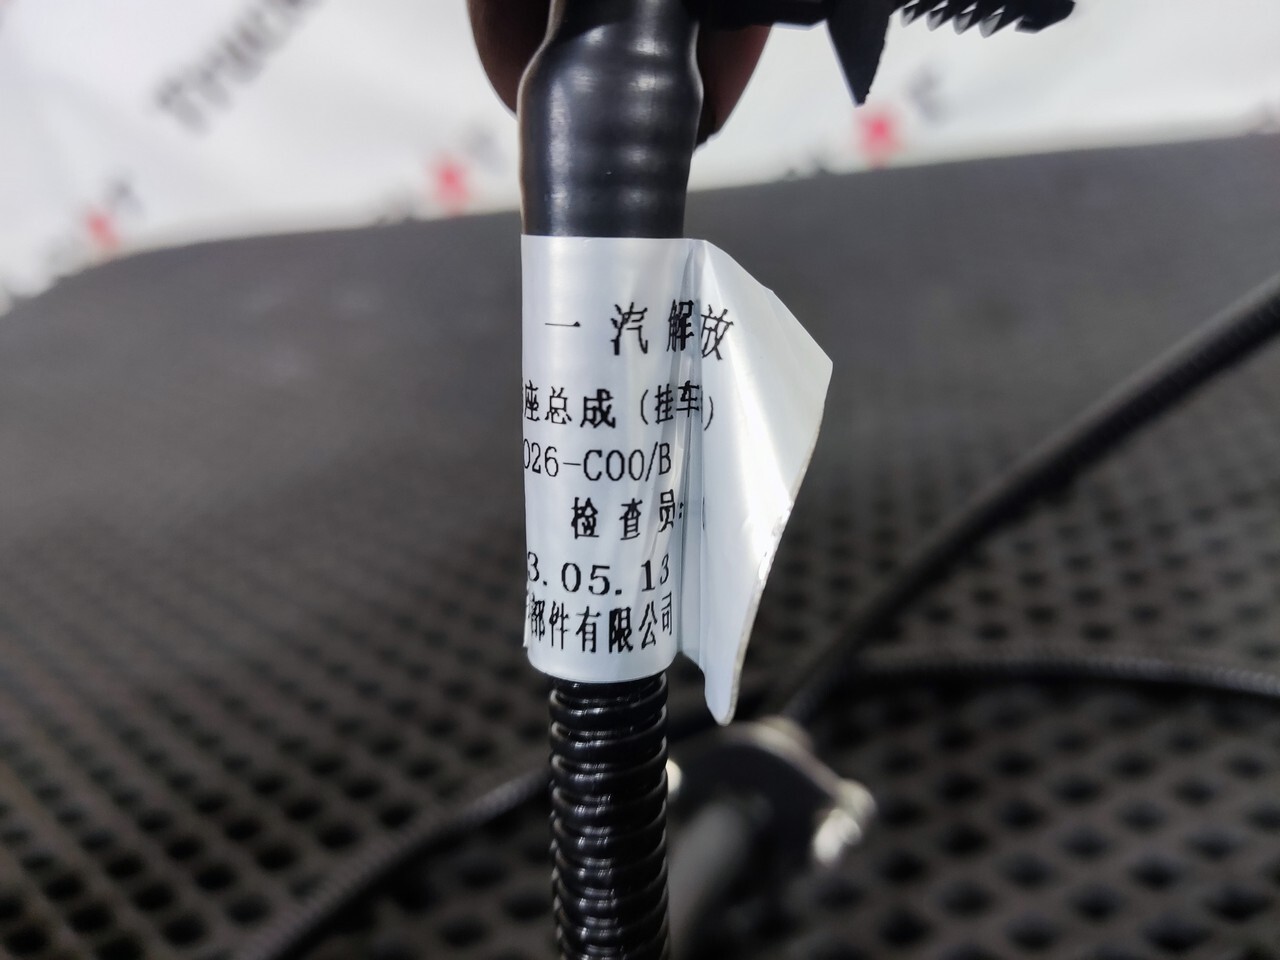 一汽解放
座总成(挂车
026-C00/B
检查员:
3.05.13
部件有限公司